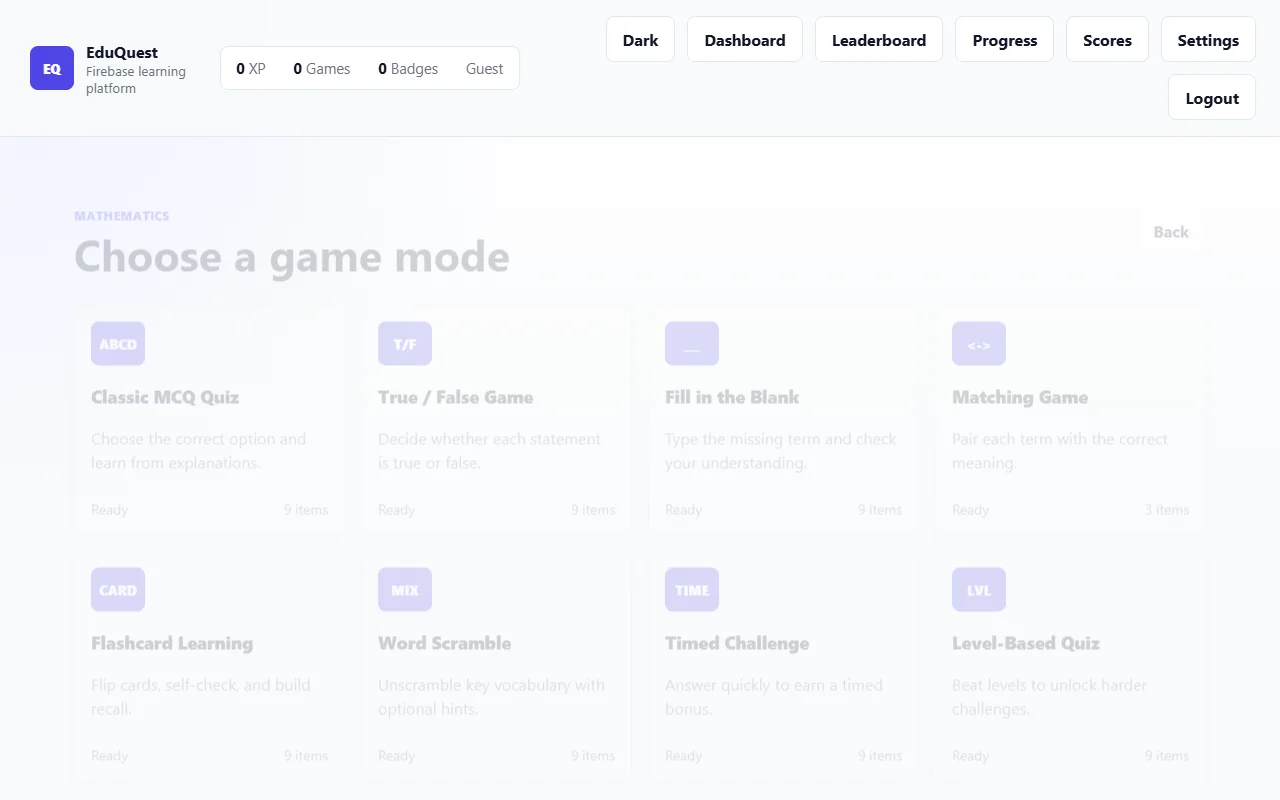 EQ
EduQuest
Firebase learning
platform
0 XP
0 Games
0 Badges
Guest
Dark
Dashboard
Leaderboard
Progress
Scores
Settings
Logout
MATHEMATICS
Choose a game mode
Back
ABCD
Classic MCQ Quiz
Choose the correct option and
learn from explanations.
Ready
9 items
T/F
True / False Game
Decide whether each statement
is true or false.
Ready
9 items
__
Fill in the Blank
Type the missing term and check
your understanding.
Ready
9 items
<->
Matching Game
Pair each term with the correct
meaning.
Ready
3 items
CARD
Flashcard Learning
Flip cards, self-check, and build
recall.
Ready
9 items
MIX
Word Scramble
Unscramble key vocabulary with
optional hints.
Ready
9 items
TIME
Timed Challenge
Answer quickly to earn a timed
bonus.
Ready
9 items
LVL
Level-Based Quiz
Beat levels to unlock harder
challenges.
Ready
9 items